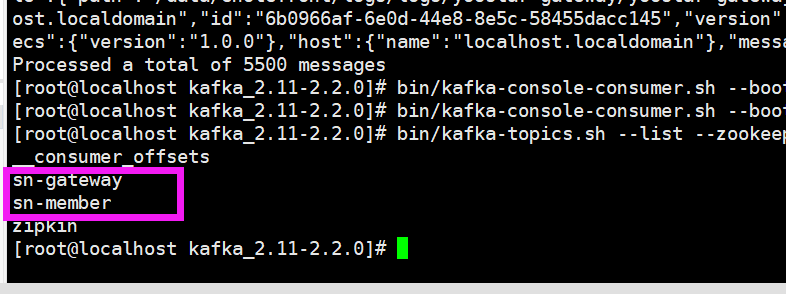 ost.localdomain","id":"6b0966af-6e0d-44e8-8e5c-58455dacc145","version"
ecs":{"version":"1.0.0"},"host":{"name":"localhost.localdomain"},"messa
Processed a total of 5500 messages
[root@localhost kafka_2.11-2.2.0]# bin/kafka-console-consumer.sh --boot
[root@localhost kafka_2.11-2.2.0]# bin/kafka-console-consumer.sh --boot
[root@localhost kafka_2.11-2.2.0]# bin/kafka-topics.sh --list --zookeep
__consumer_offsets
sn-gateway
sn-member
zipkin
[root@localhost kafka_2.11-2.2.0]#